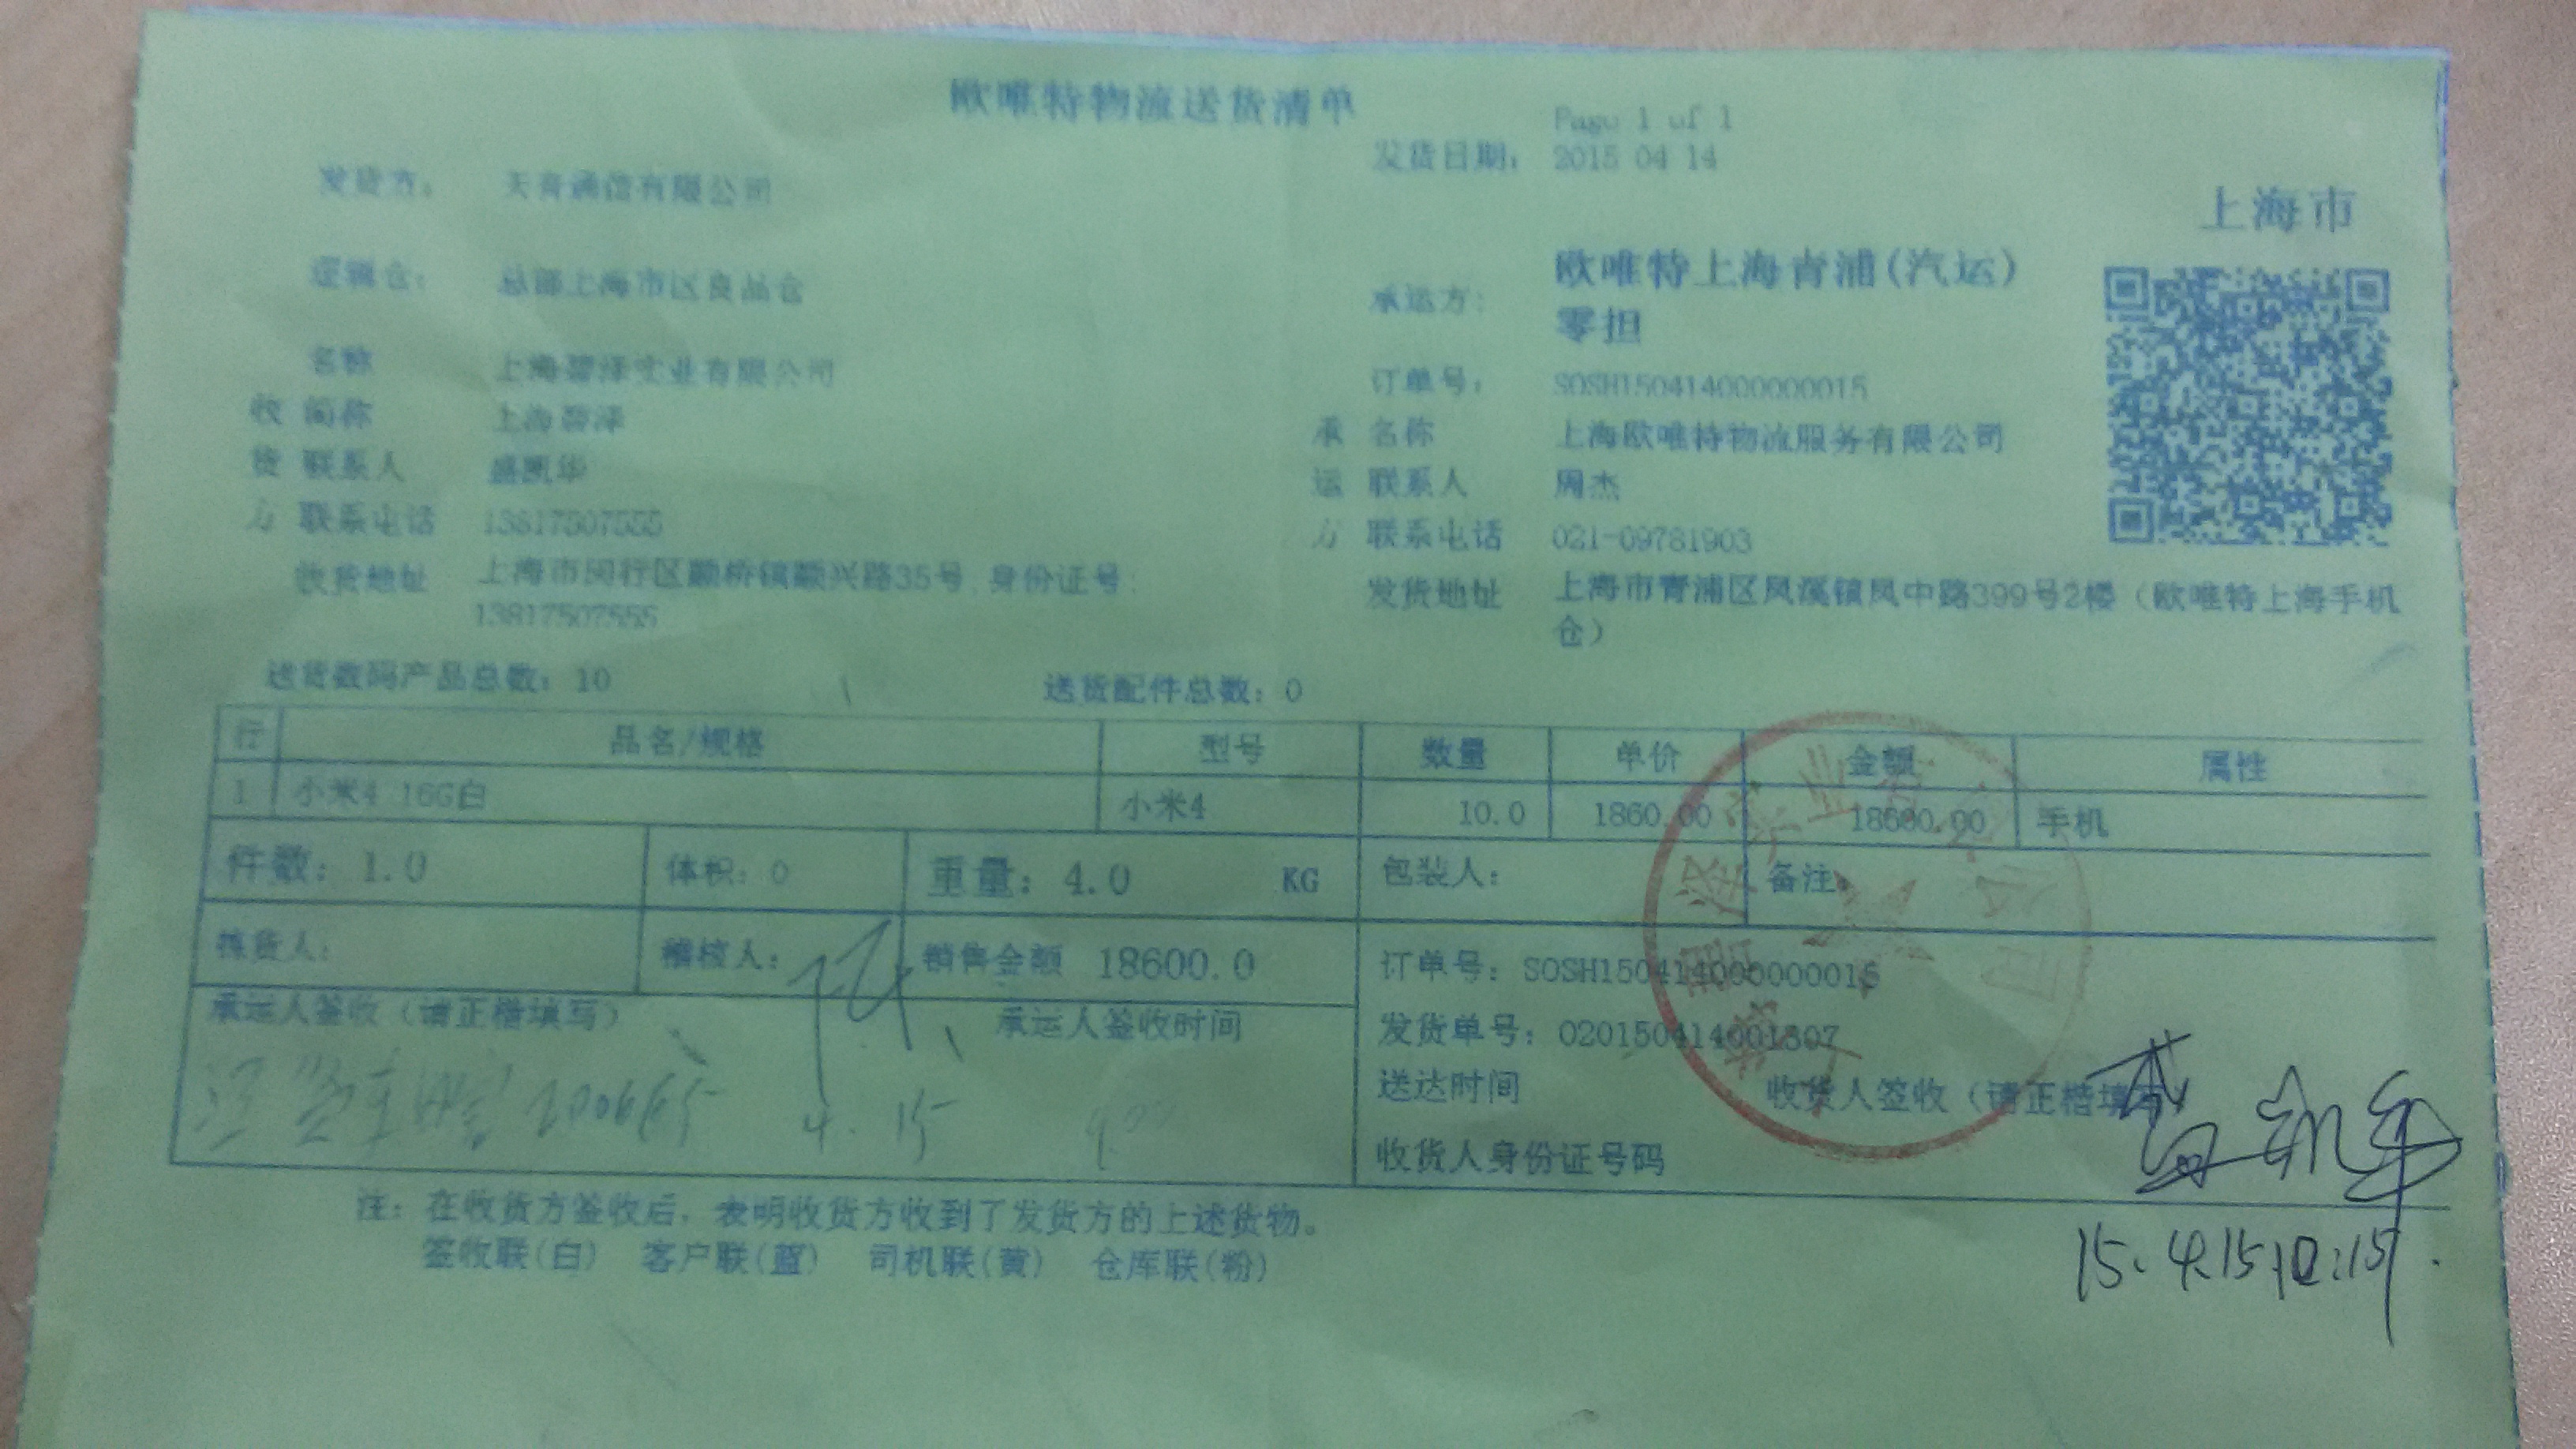 欧唯特物流送货清单
Page 1 of 1
发货日期: 2015 04 14
发货方: 天音通信有限公司
上海市
逻辑仓: 总部上海市区良品仓
承运方: 欧唯特上海青浦(汽运)
零担
名称 上海碧泽实业有限公司
订单号: SOSH150414000000015
收 简称 上海碧泽
承 名称 上海欧唯特物流服务有限公司
货 联系人 盛凯华
运 联系人 周杰
方 联系电话 13817507555
方 联系电话 021-09781903
收货地址 上海市闵行区颛桥镇颛兴路35号 身份证号:
13817507555
发货地址 上海市青浦区凤溪镇凤中路399号2楼（欧唯特上海手机
仓）
送货数码产品总数: 10 送货配件总数: 0
行 品名/规格 型号 数量 单价 金额 属性
1 小米4 16G白 小米4 10.0 1860.00 18600.00 手机
件数: 1.0 体积: 0 重量: 4.0 KG 包装人: 备注:
拣货人: 稽核人: 销售金额 18600.0
订单号: SOSH150414000000015
承运人签收（请正楷填写） 承运人签收时间
发货单号: 020150414001307
送达时间 收货人签收（请正楷填
4.15
收货人身份证号码
盛凯华
15.4.15 10:15.
注: 在收货方签收后, 表明收货方收到了发货方的上述货物。
签收联(白) 客户联(蓝) 司机联(黄) 仓库联(粉)